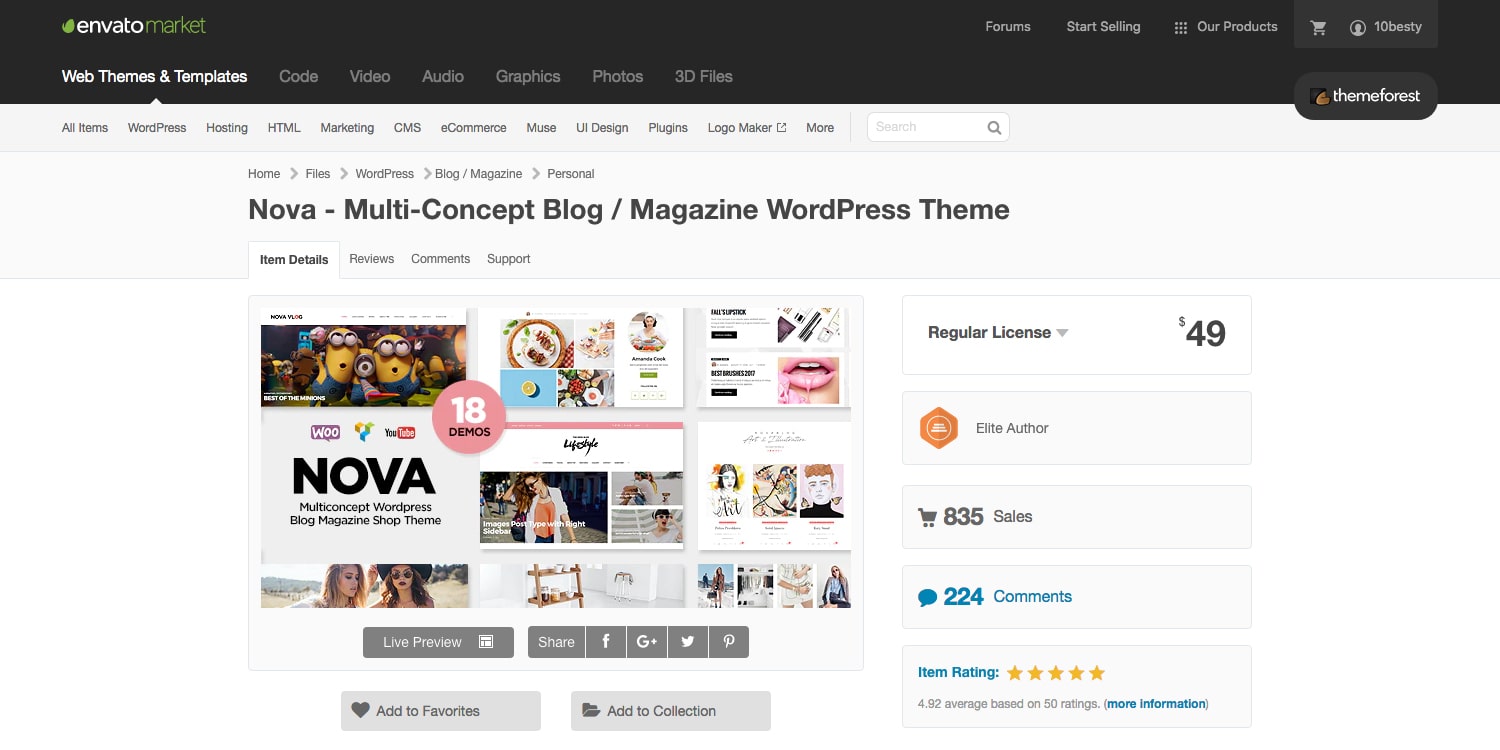 envato market
Forums Start Selling Our Products 10besty
Web Themes & Templates Code Video Audio Graphics Photos 3D Files
themeforest
All Items WordPress Hosting HTML Marketing CMS eCommerce Muse UI Design Plugins Logo Maker More Search
Home Files WordPress Blog / Magazine Personal
Nova - Multi-Concept Blog / Magazine WordPress Theme
Item Details Reviews Comments Support
NOVA VLOG
BEST OF THE MINIONS
Amanda Cook
FALL'S LIPSTICK
BEST BRUSHES 2017
18
DEMOS
WOO YouTube
NOVA
Multiconcept Wordpress
Blog Magazine Shop Theme
Lifestyle
Images Post Type with Right
Sidebar
Art & Illustration
Live Preview Share f G+
Add to Favorites Add to Collection
Regular License $49
Elite Author
835 Sales
224 Comments
Item Rating:
4.92 average based on 50 ratings. (more information)